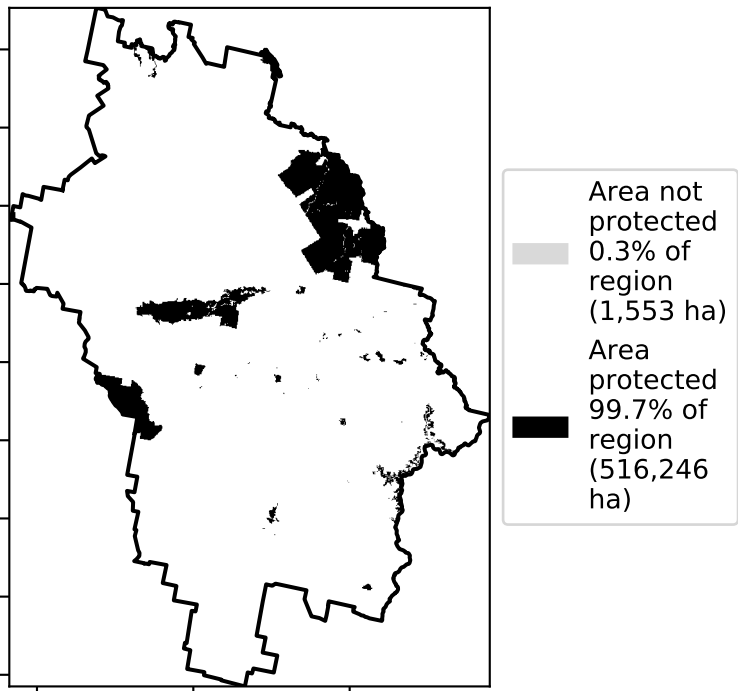 Area not
protected
0.3% of
region
(1,553 ha)
Area
protected
99.7% of
region
(516,246
ha)